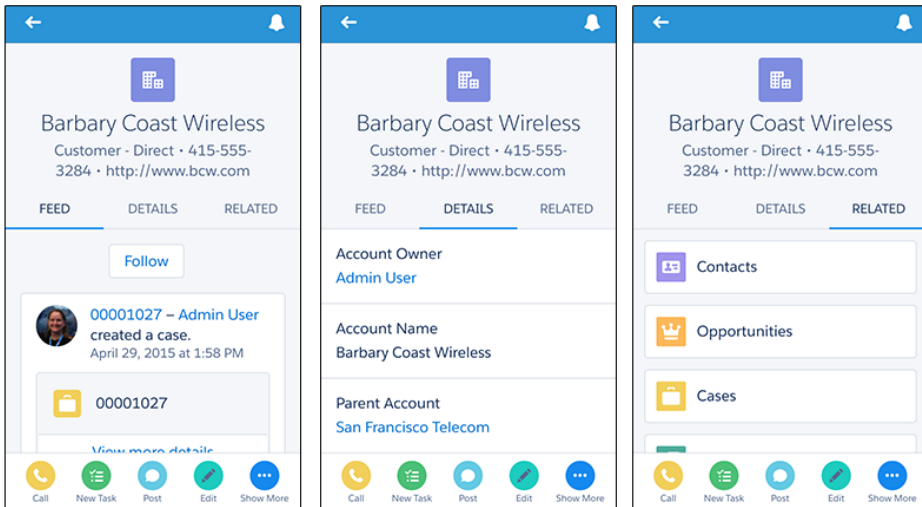 Barbary Coast Wireless
Customer - Direct • 415-555-
3284 • http://www.bcw.com
FEED DETAILS RELATED
Follow
00001027 – Admin User
created a case.
April 29, 2015 at 1:58 PM
00001027
View more details
Call New Task Post Edit Show More
Barbary Coast Wireless
Customer - Direct • 415-555-
3284 • http://www.bcw.com
FEED DETAILS RELATED
Account Owner
Admin User
Account Name
Barbary Coast Wireless
Parent Account
San Francisco Telecom
Call New Task Post Edit Show More
Barbary Coast Wireless
Customer - Direct • 415-555-
3284 • http://www.bcw.com
FEED DETAILS RELATED
Contacts
Opportunities
Cases
Call New Task Post Edit Show More